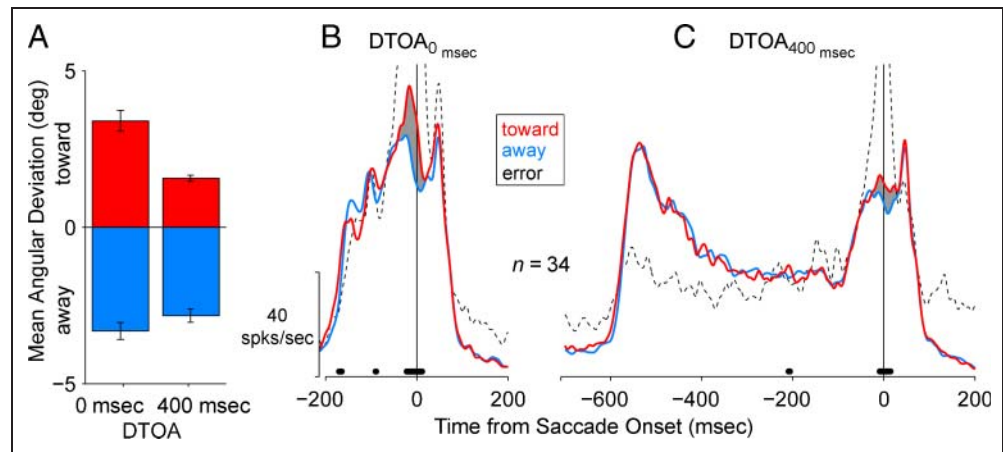 A
Mean Angular Deviation (deg)
away toward
5
0
−5
0 msec 400 msec
DTOA
B
DTOA0 msec
40
spks/sec
−200 0 200
toward
away
error
n = 34
C
DTOA400 msec
−600 −400 −200 0 200
Time from Saccade Onset (msec)